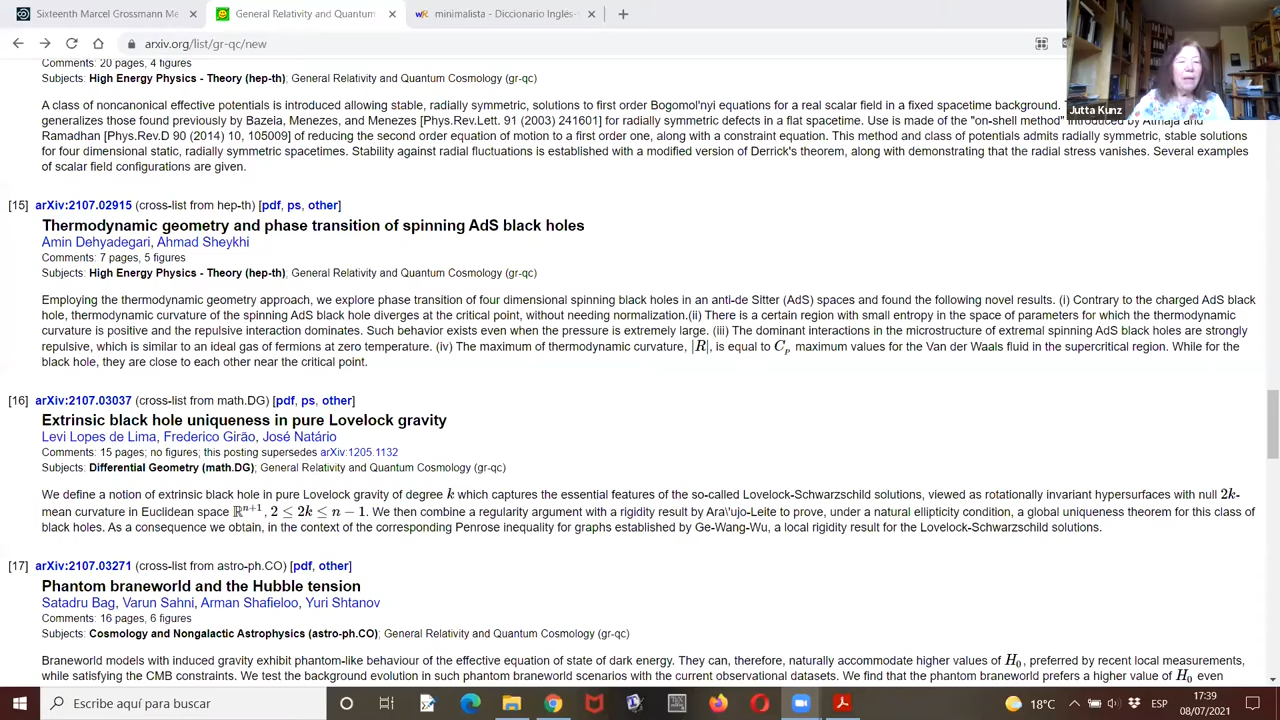 Sixteenth Marcel Grossmann Me
General Relativity and Quantum
minimalista - Diccionario Inglés-
arxiv.org/list/gr-qc/new
Comments: 20 pages, 4 figures
Subjects: High Energy Physics - Theory (hep-th); General Relativity and Quantum Cosmology (gr-qc)
A class of noncanonical effective potentials is introduced allowing stable, radially symmetric, solutions to first order Bogomol'nyi equations for a real scalar field in a fixed spacetime background.
generalizes those found previously by Bazeia, Menezes, and Menezes [Phys.Rev.Lett. 91 (2003) 241601] for radially symmetric defects in a flat spacetime. Use is made of the "on-shell method" introduced by Atmaja and
Ramadhan [Phys.Rev.D 90 (2014) 10, 105009] of reducing the second order equation of motion to a first order one, along with a constraint equation. This method and class of potentials admits radially symmetric, stable solutions
for four dimensional static, radially symmetric spacetimes. Stability against radial fluctuations is established with a modified version of Derrick's theorem, along with demonstrating that the radial stress vanishes. Several examples
of scalar field configurations are given.
Jutta Kunz
[15] arXiv:2107.02915 (cross-list from hep-th) [pdf, ps, other]
Thermodynamic geometry and phase transition of spinning AdS black holes
Amin Dehyadegari, Ahmad Sheykhi
Comments: 7 pages, 5 figures
Subjects: High Energy Physics - Theory (hep-th); General Relativity and Quantum Cosmology (gr-qc)
Employing the thermodynamic geometry approach, we explore phase transition of four dimensional spinning black holes in an anti-de Sitter (AdS) spaces and found the following novel results. (i) Contrary to the charged AdS black
hole, thermodynamic curvature of the spinning AdS black hole diverges at the critical point, without needing normalization.(ii) There is a certain region with small entropy in the space of parameters for which the thermodynamic
curvature is positive and the repulsive interaction dominates. Such behavior exists even when the pressure is extremely large. (iii) The dominant interactions in the microstructure of extremal spinning AdS black holes are strongly
repulsive, which is similar to an ideal gas of fermions at zero temperature. (iv) The maximum of thermodynamic curvature, |R|, is equal to C_p maximum values for the Van der Waals fluid in the supercritical region. While for the
black hole, they are close to each other near the critical point.
[16] arXiv:2107.03037 (cross-list from math.DG) [pdf, ps, other]
Extrinsic black hole uniqueness in pure Lovelock gravity
Levi Lopes de Lima, Frederico Girão, José Natário
Comments: 15 pages; no figures; this posting supersedes arXiv:1205.1132
Subjects: Differential Geometry (math.DG); General Relativity and Quantum Cosmology (gr-qc)
We define a notion of extrinsic black hole in pure Lovelock gravity of degree k which captures the essential features of the so-called Lovelock-Schwarzschild solutions, viewed as rotationally invariant hypersurfaces with null 2k-
mean curvature in Euclidean space ℝⁿ⁺¹, 2 ≤ 2k ≤ n − 1. We then combine a regularity argument with a rigidity result by Ara\'ujo-Leite to prove, under a natural ellipticity condition, a global uniqueness theorem for this class of
black holes. As a consequence we obtain, in the context of the corresponding Penrose inequality for graphs established by Ge-Wang-Wu, a local rigidity result for the Lovelock-Schwarzschild solutions.
[17] arXiv:2107.03271 (cross-list from astro-ph.CO) [pdf, other]
Phantom braneworld and the Hubble tension
Satadru Bag, Varun Sahni, Arman Shafieloo, Yuri Shtanov
Comments: 16 pages, 6 figures
Subjects: Cosmology and Nongalactic Astrophysics (astro-ph.CO); General Relativity and Quantum Cosmology (gr-qc)
Braneworld models with induced gravity exhibit phantom-like behaviour of the effective equation of state of dark energy. They can, therefore, naturally accommodate higher values of H₀, preferred by recent local measurements,
while satisfying the CMB constraints. We test the background evolution in such phantom braneworld scenarios with the current observational datasets. We find that the phantom braneworld prefers a higher value of H₀ even
Escribe aquí para buscar
18°C
ESP
17:39
08/07/2021